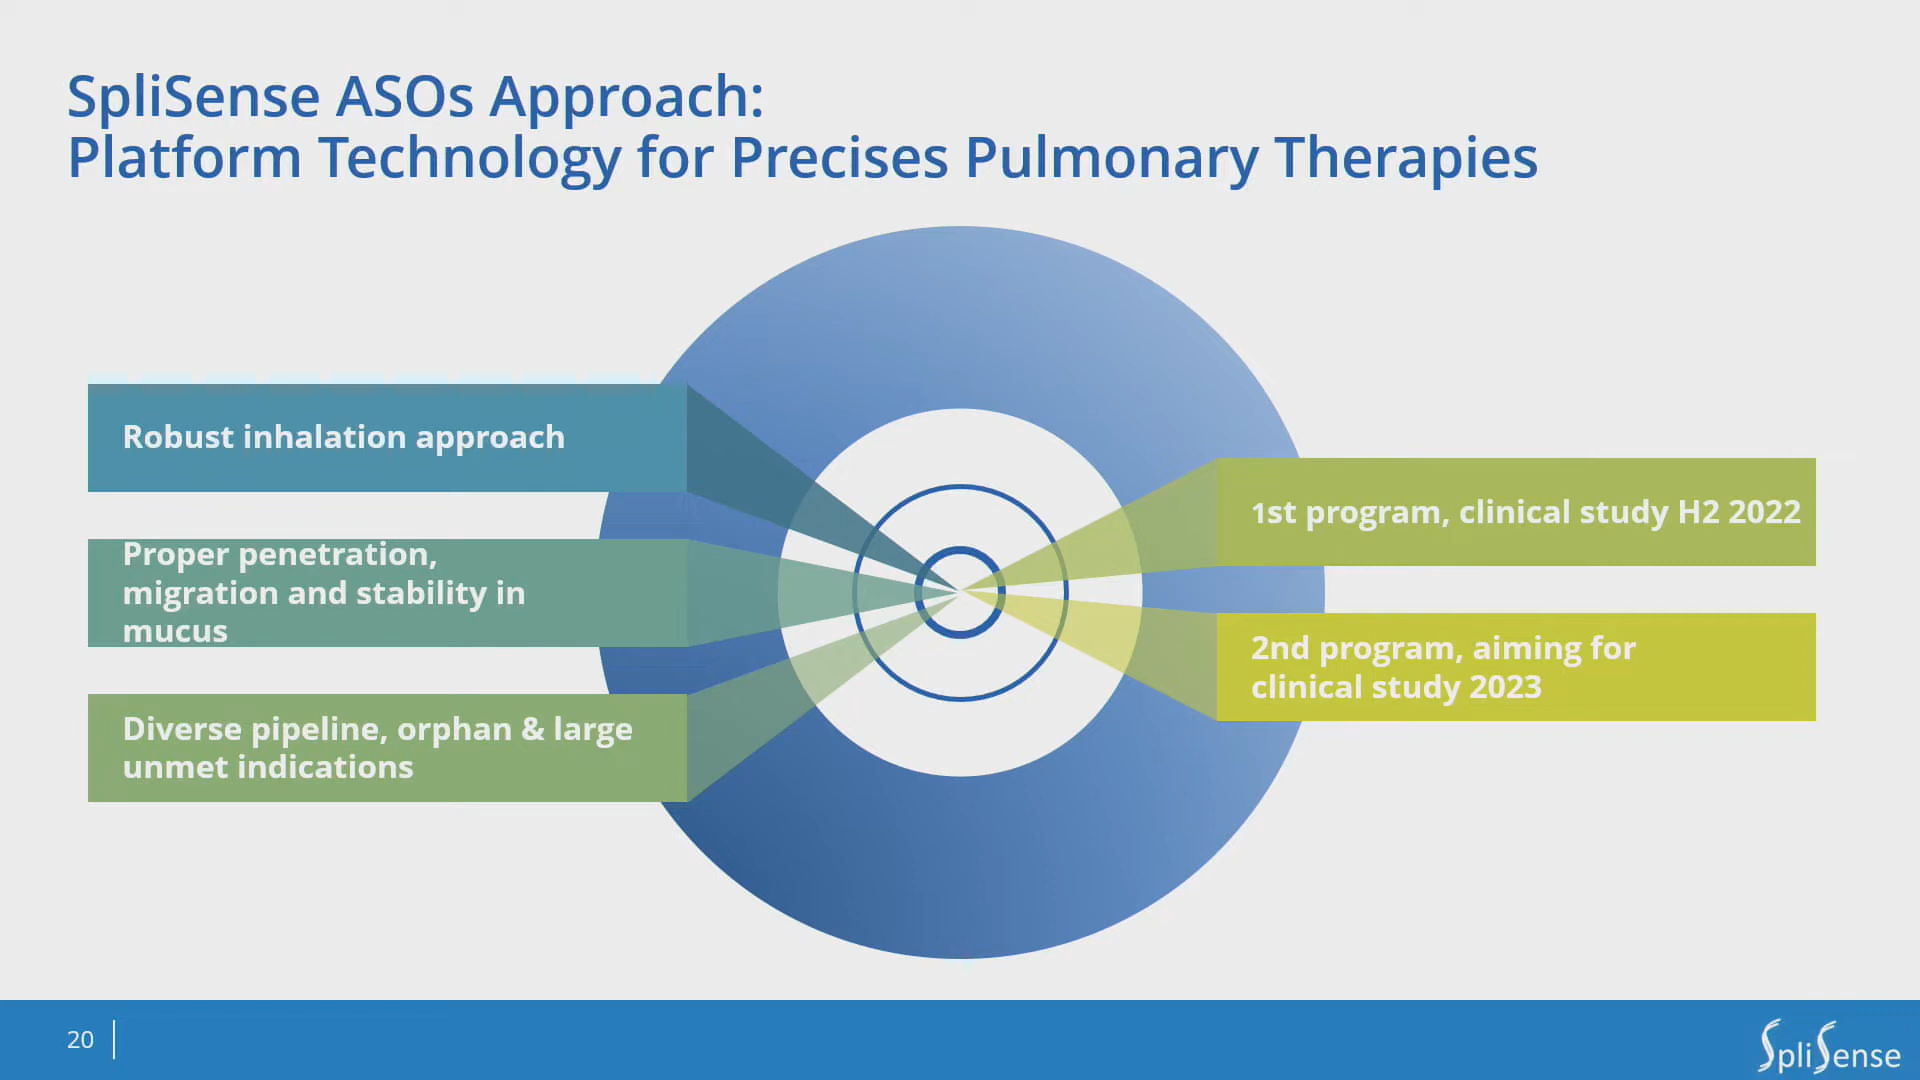 SpliSense ASOs Approach:
Platform Technology for Precises Pulmonary Therapies
Robust inhalation approach
Proper penetration,
migration and stability in
mucus
Diverse pipeline, orphan & large
unmet indications
1st program, clinical study H2 2022
2nd program, aiming for
clinical study 2023
20
SpliSense